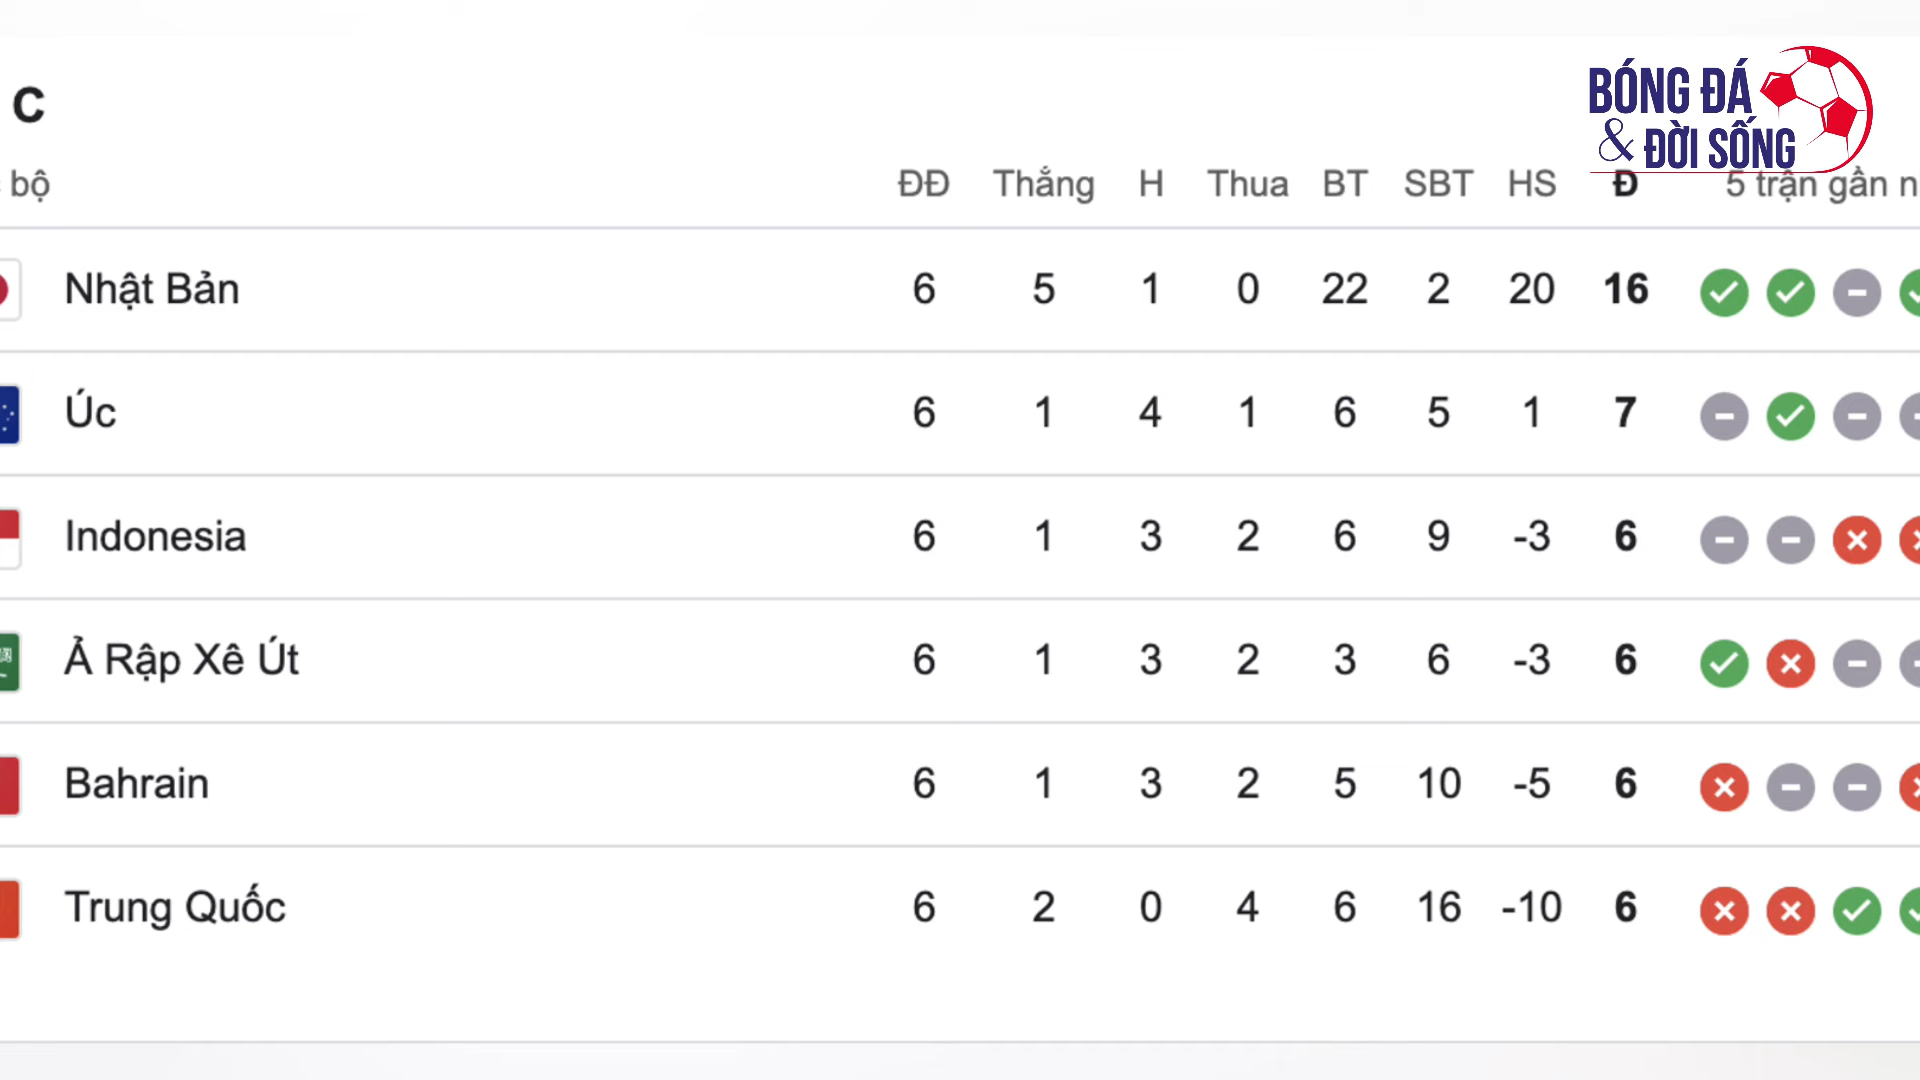 C
BÓNG ĐÁ
& ĐỜI SỐNG
bộ ĐĐ Thắng H Thua BT SBT HS Đ 5 trận gần n
Nhật Bản 6 5 1 0 22 2 20 16
Úc 6 1 4 1 6 5 1 7
Indonesia 6 1 3 2 6 9 -3 6
Ả Rập Xê Út 6 1 3 2 3 6 -3 6
Bahrain 6 1 3 2 5 10 -5 6
Trung Quốc 6 2 0 4 6 16 -10 6